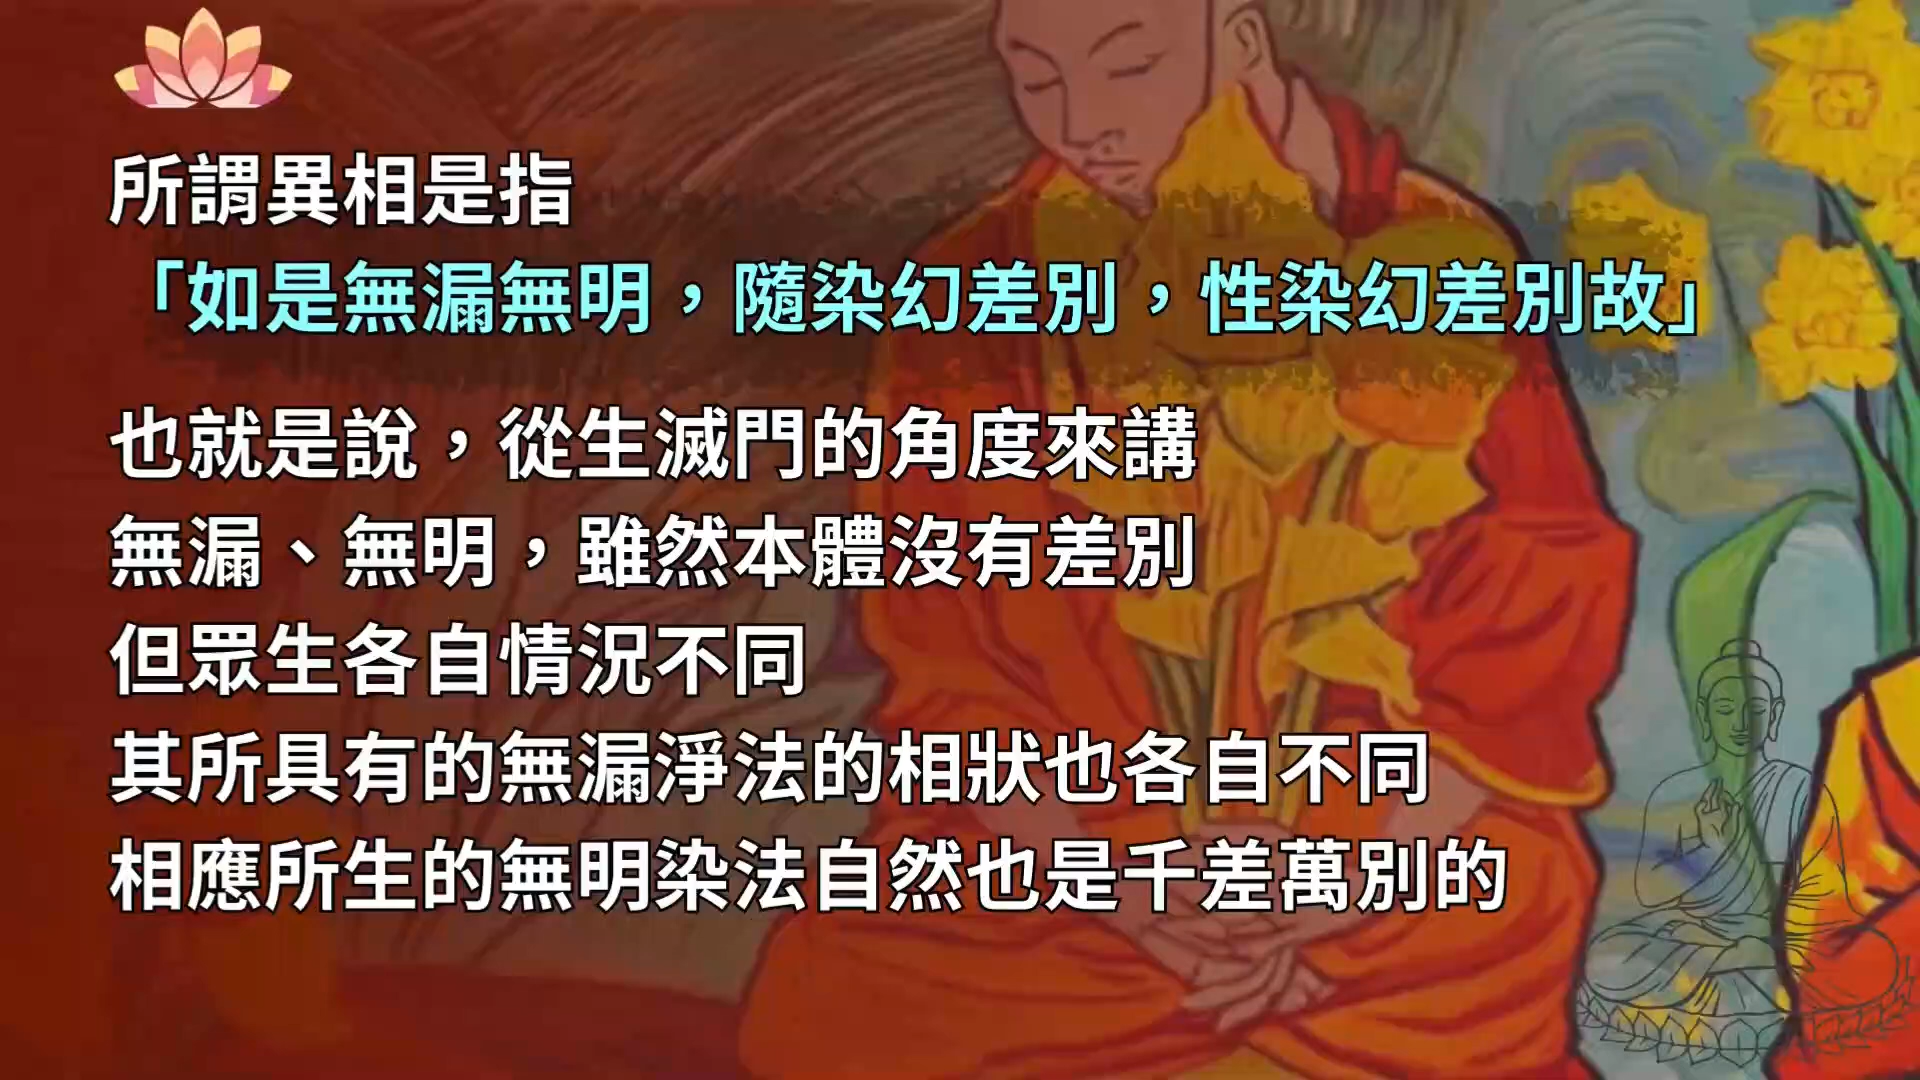 所謂異相是指
「如是無漏無明，隨染幻差別，性染幻差別故」
也就是說，從生滅門的角度來講
無漏、無明，雖然本體沒有差別
但眾生各自情況不同
其所具有的無漏淨法的相狀也各自不同
相應所生的無明染法自然也是千差萬別的